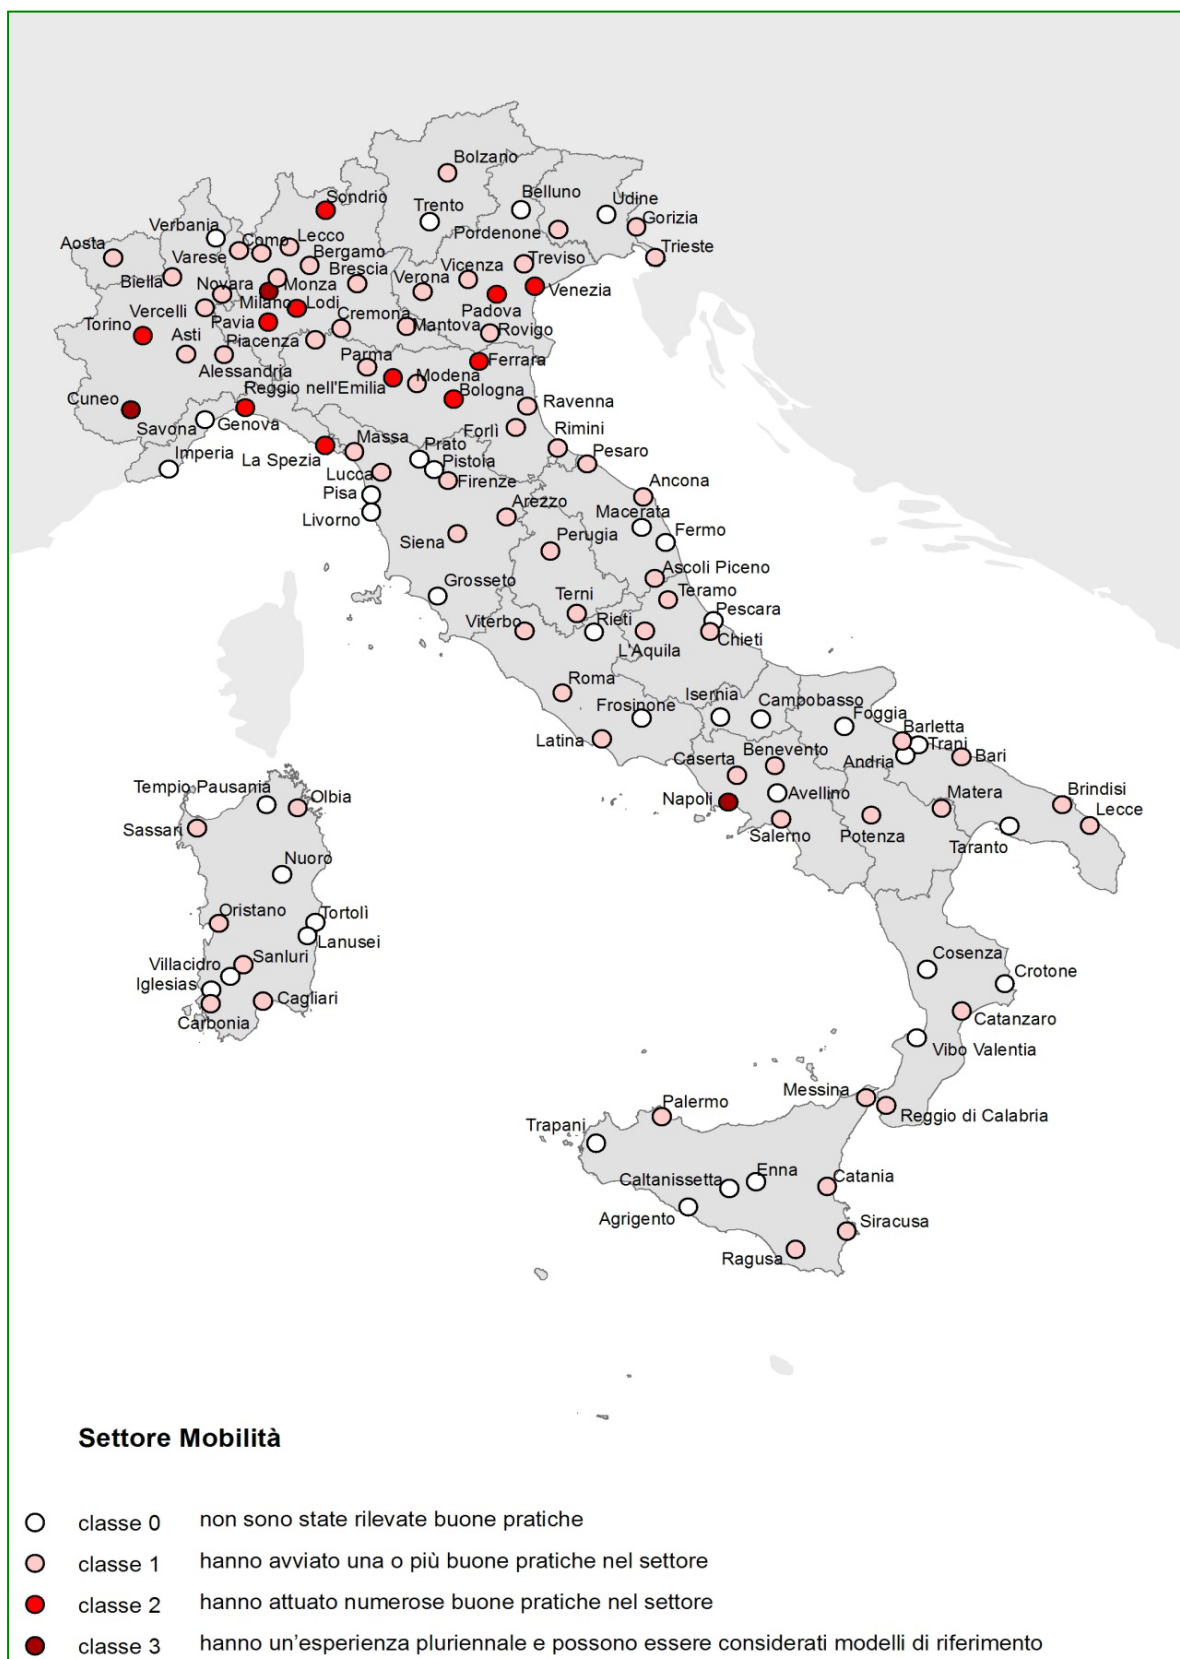 Bolzano
Sondrio
Belluno
Trento
Udine
Verbania
Pordenone
Gorizia
Aosta
Como
Lecco
Varese
Bergamo
Trieste
Biella
Brescia
Vicenza
Treviso
Novara
Monza
Verona
Venezia
Vercelli
Milano
Lodi
Padova
Torino
Pavia
Cremona
Mantova
Rovigo
Asti
Piacenza
Parma
Ferrara
Alessandria
Modena
Reggio nell'Emilia
Bologna
Cuneo
Ravenna
Savona
Genova
Forlì
Rimini
Imperia
La Spezia
Massa
Prato
Pistoia
Pesaro
Lucca
Firenze
Pisa
Ancona
Arezzo
Macerata
Livorno
Fermo
Siena
Perugia
Ascoli Piceno
Grosseto
Terni
Teramo
Viterbo
Rieti
Pescara
L'Aquila
Chieti
Roma
Isernia
Campobasso
Frosinone
Foggia
Barletta
Latina
Trani
Benevento
Caserta
Andria
Bari
Tempio Pausania
Olbia
Napoli
Avellino
Matera
Brindisi
Lecce
Sassari
Salerno
Potenza
Taranto
Nuoro
Oristano
Tortolì
Lanusei
Sanluri
Villacidro
Iglesias
Cagliari
Carbonia
Cosenza
Crotone
Catanzaro
Vibo Valentia
Messina
Palermo
Reggio di Calabria
Trapani
Enna
Caltanissetta
Catania
Agrigento
Siracusa
Ragusa
Settore Mobilità
classe 0 non sono state rilevate buone pratiche
classe 1 hanno avviato una o più buone pratiche nel settore
classe 2 hanno attuato numerose buone pratiche nel settore
classe 3 hanno un’esperienza pluriennale e possono essere considerati modelli di riferimento